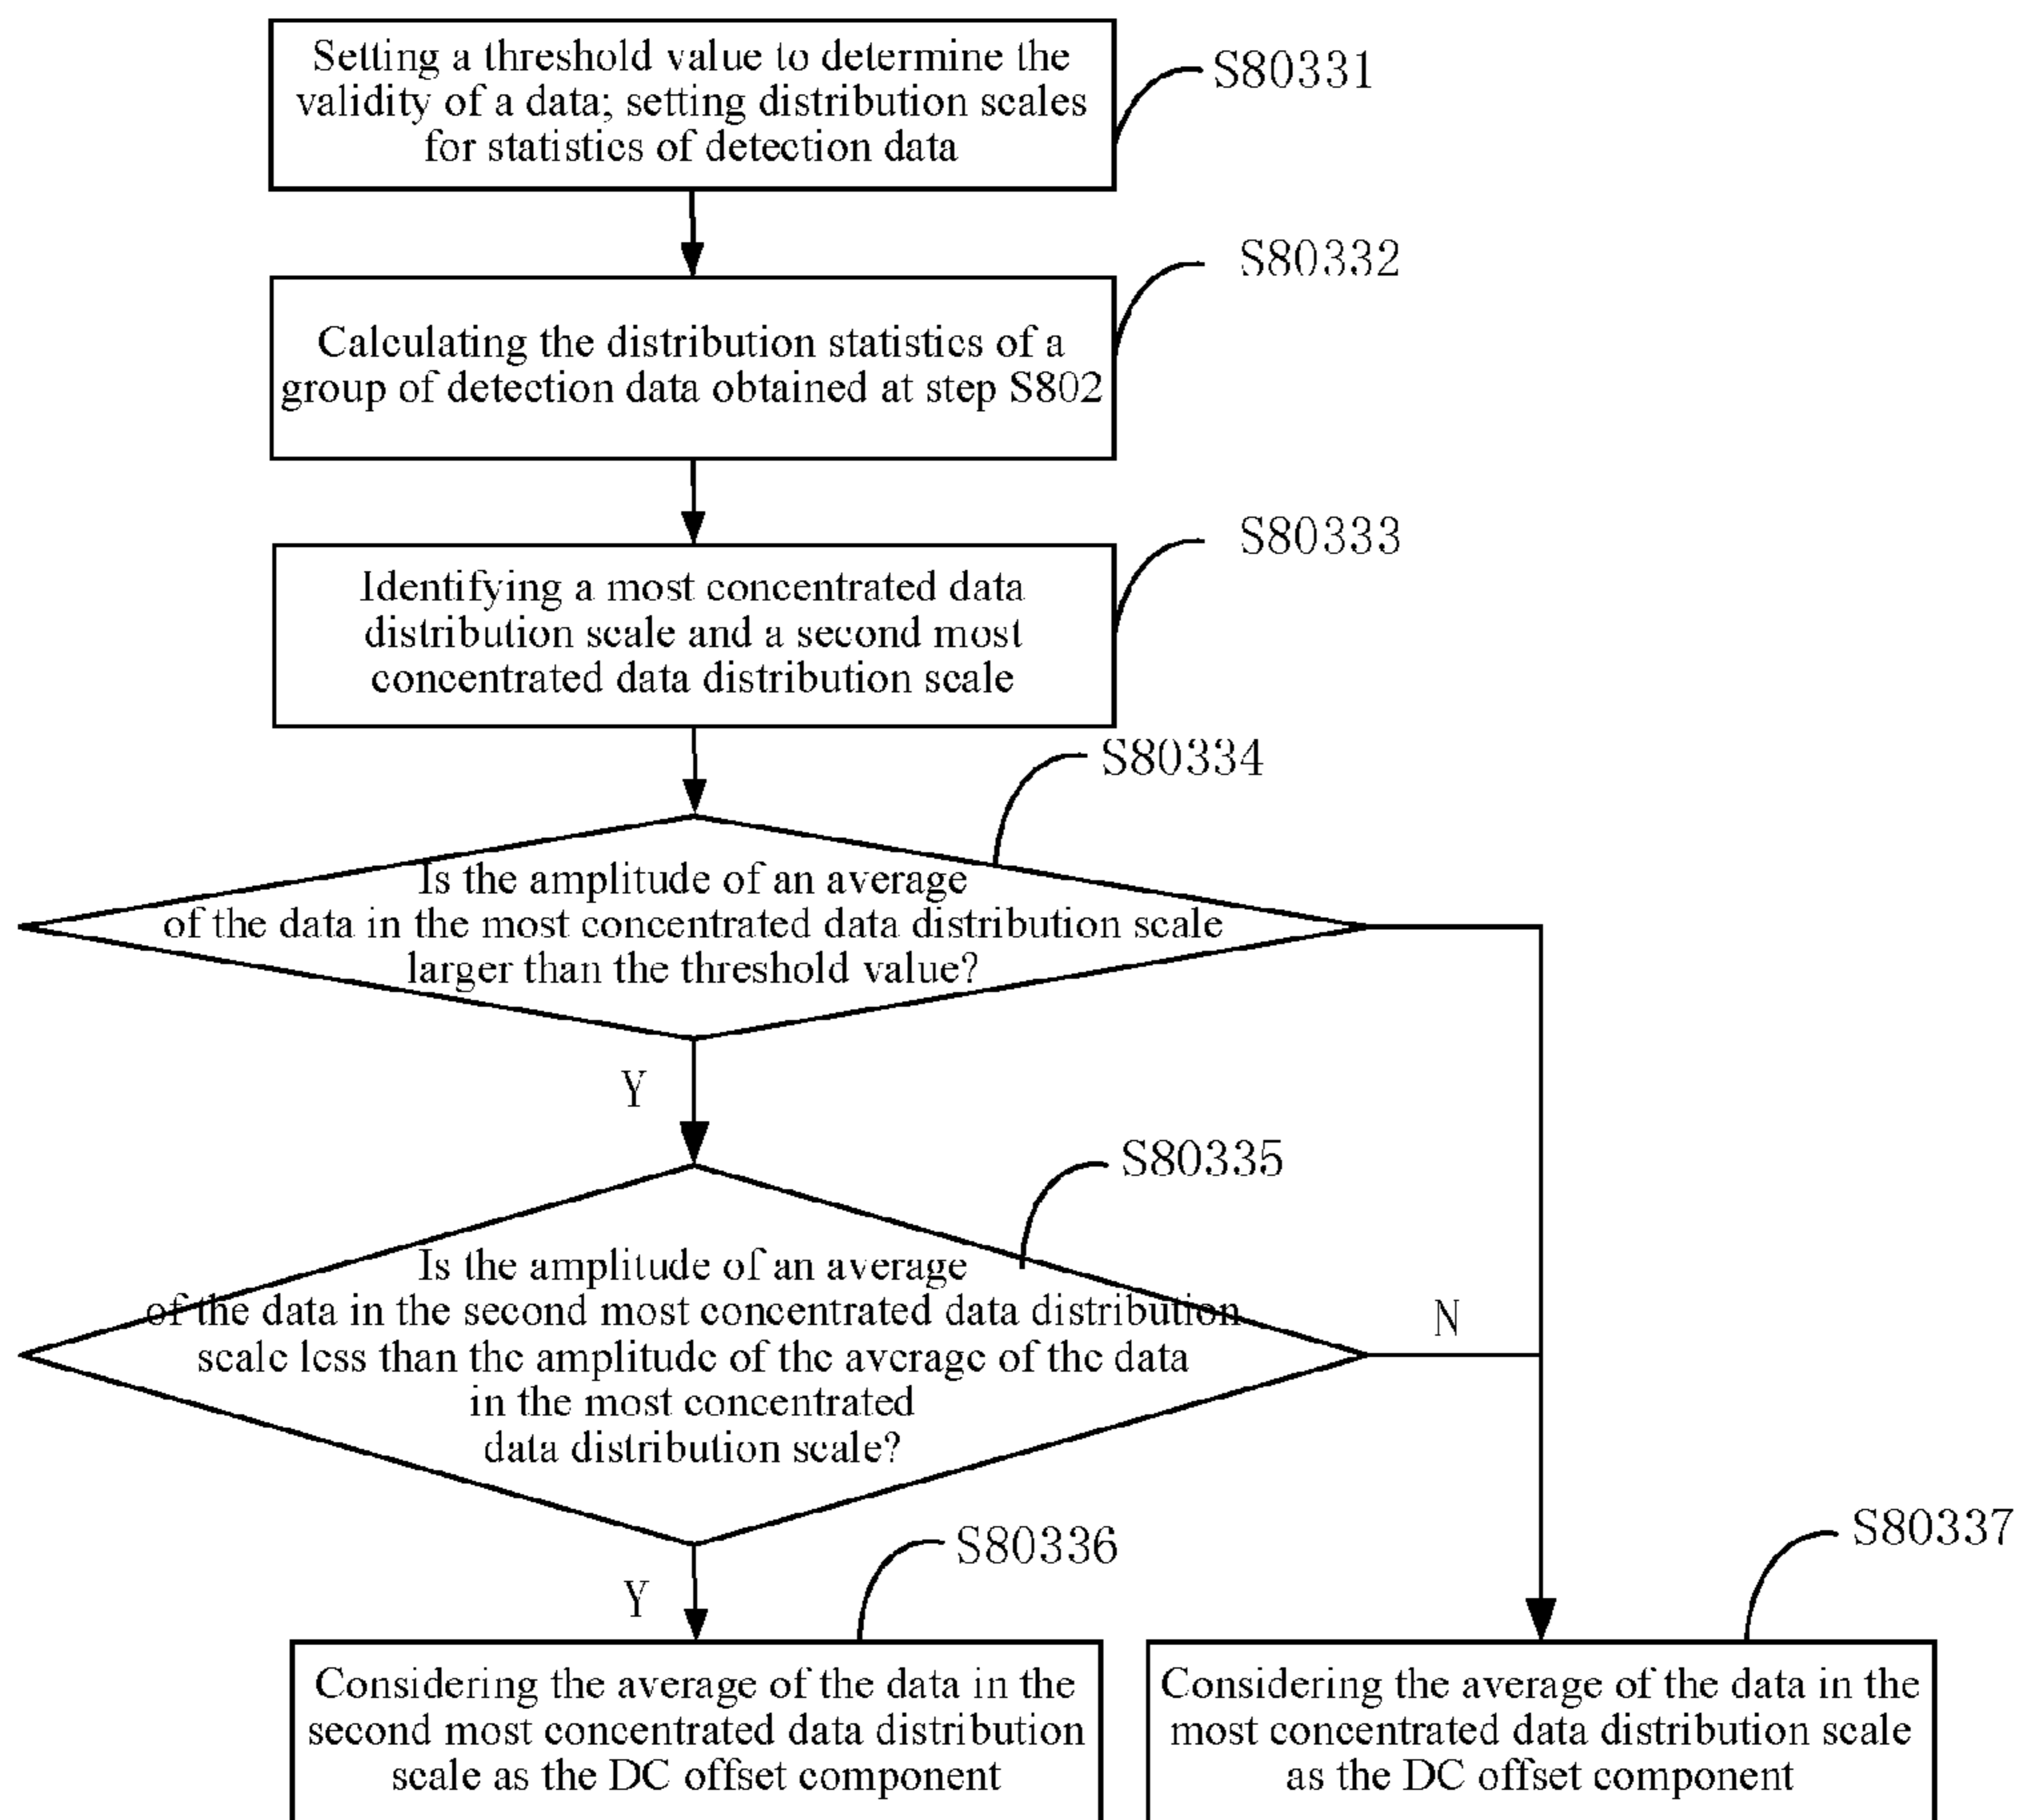 Setting a threshold value to determine the
validity of a data; setting distribution scales
for statistics of detection data
S80331
Calculating the distribution statistics of a
group of detection data obtained at step S802
S80332
Identifying a most concentrated data
distribution scale and a second most
concentrated data distribution scale
S80333
S80334
Is the amplitude of an average
of the data in the most concentrated data distribution scale
larger than the threshold value?
Y
S80335
Is the amplitude of an average
of the data in the second most concentrated data distribution
scale less than the amplitude of the average of the data
in the most concentrated
data distribution scale?
N
Y
S80336
S80337
Considering the average of the data in the
second most concentrated data distribution
scale as the DC offset component
Considering the average of the data in the
most concentrated data distribution scale
as the DC offset component